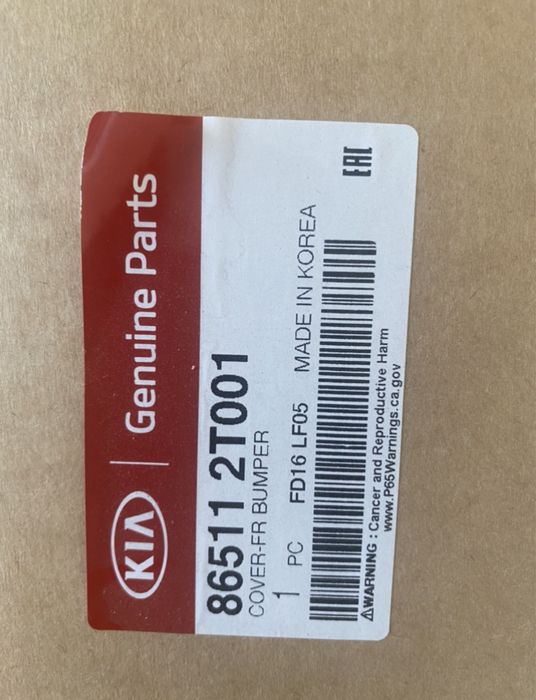 KIA | Genuine Parts
86511 2T001
COVER-FR BUMPER
1 PC FD16 LF05 MADE IN KOREA
EAC
⚠WARNING : Cancer and Reproductive Harm
www.P65Warnings.ca.gov